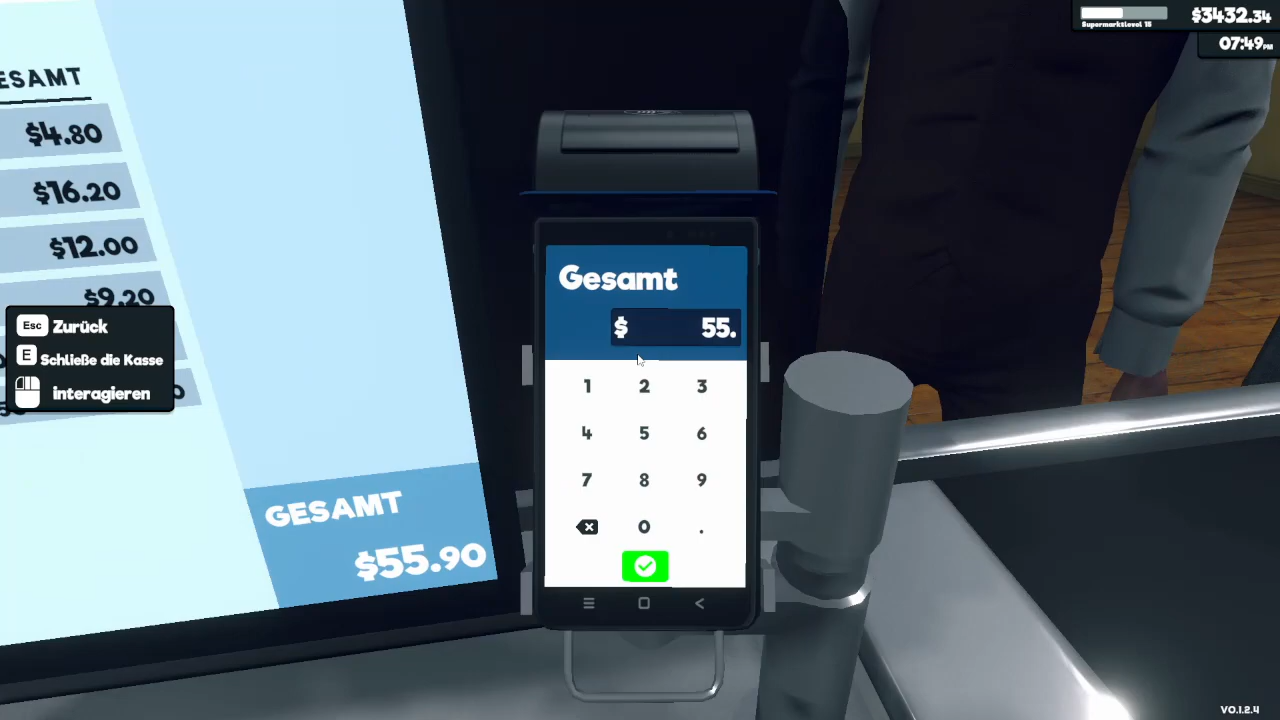 $3432.34
Supermarktlevel 15
07:49PM
ESAMT
$4.80
$16.20
$12.00
$9.20
Esc Zurück
E Schließe die Kasse
interagieren
GESAMT
$55.90
Gesamt
$ 55.
1 2 3
4 5 6
7 8 9
0 .
V0.1.2.4